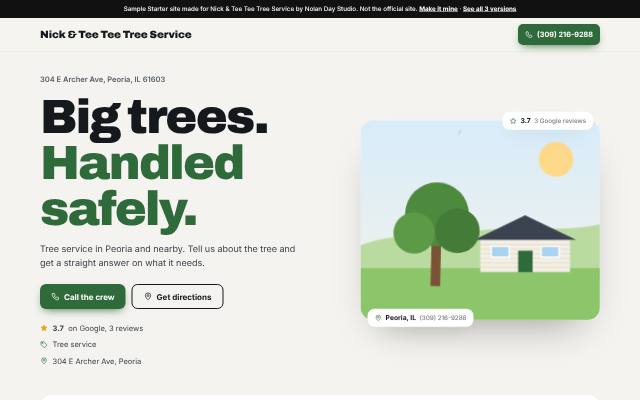 Sample Starter site made for Nick & Tee Tee Tree Service by Nolan Day Studio. Not the official site. Make it mine · See all 3 versions
Nick & Tee Tee Tree Service
(309) 216-9288
304 E Archer Ave, Peoria, IL 61603
Big trees.
Handled
safely.
Tree service in Peoria and nearby. Tell us about the tree and
get a straight answer on what it needs.
Call the crew
Get directions
3.7 on Google, 3 reviews
Tree service
304 E Archer Ave, Peoria
3.7 3 Google reviews
Peoria, IL (309) 216-9288